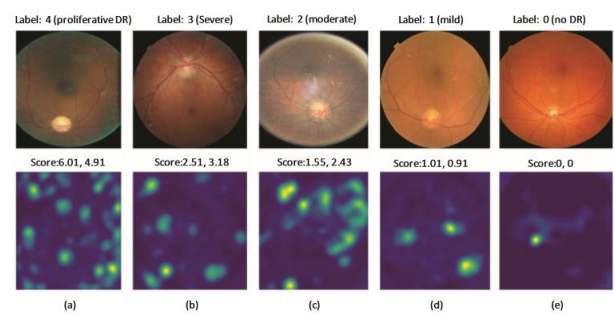 Label: 4 (proliferative DR) Label: 3 (Severe) Label: 2 (moderate) Label: 1 (mild) Label: 0 (no DR)
Score:6.01, 4.91 Score:2.51, 3.18 Score:1.55, 2.43 Score:1.01, 0.91 Score:0, 0
(a) (b) (c) (d) (e)